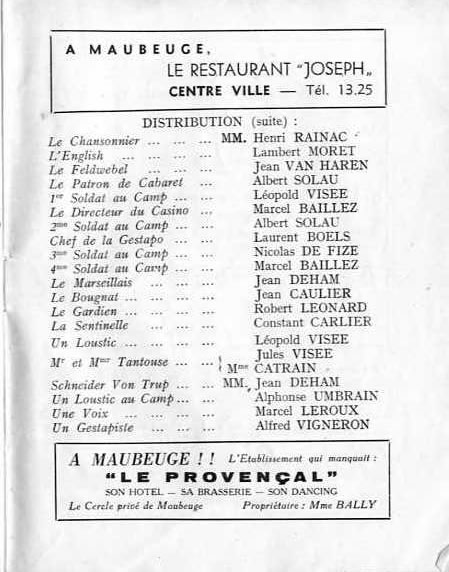 A MAUBEUGE,
LE RESTAURANT "JOSEPH„
CENTRE VILLE — Tél. 13.25
DISTRIBUTION (suite) :
Le Chansonnier ... ... ... MM. Henri RAINAC
L'English ... ... ... ... Lambert MORET
Le Feldwebel ... ... ... Jean VAN HAREN
Le Patron de Cabaret ... Albert SOLAU
1er Soldat au Camp ... ... Léopold VISEE
Le Directeur du Casino ... Marcel BAILLEZ
2me Soldat au Camp ... ... Albert SOLAU
Chef de la Gestapo ... ... Laurent BOELS
3me Soldat au Camp ... ... Nicolas DE FIZE
4me Soldat au Camp ... ... Marcel BAILLEZ
Le Marseillais ... ... ... Jean DEHAM
Le Bougnat ... ... ... ... Jean CAULIER
Le Gardien ... ... ... ... Robert LEONARD
La Sentinelle ... ... ... Constant CARLIER
Un Loustic ... ... ... ... Léopold VISEE
Mr et Mme Tantouse ... ... { Jules VISEE
Mme CATRAIN
Schneider Von Trup ... ... MM. Jean DEHAM
Un Loustic au Camp ... ... Alphonse UMBRAIN
Une Voix ... ... ... ... Marcel LEROUX
Un Gestapiste ... ... ... Alfred VIGNERON
A MAUBEUGE !! L'Etablissement qui manquait :
"LE PROVENÇAL"
SON HOTEL — SA BRASSERIE — SON DANCING
Le Cercle privé de Maubeuge Propriétaire : Mme BALLY